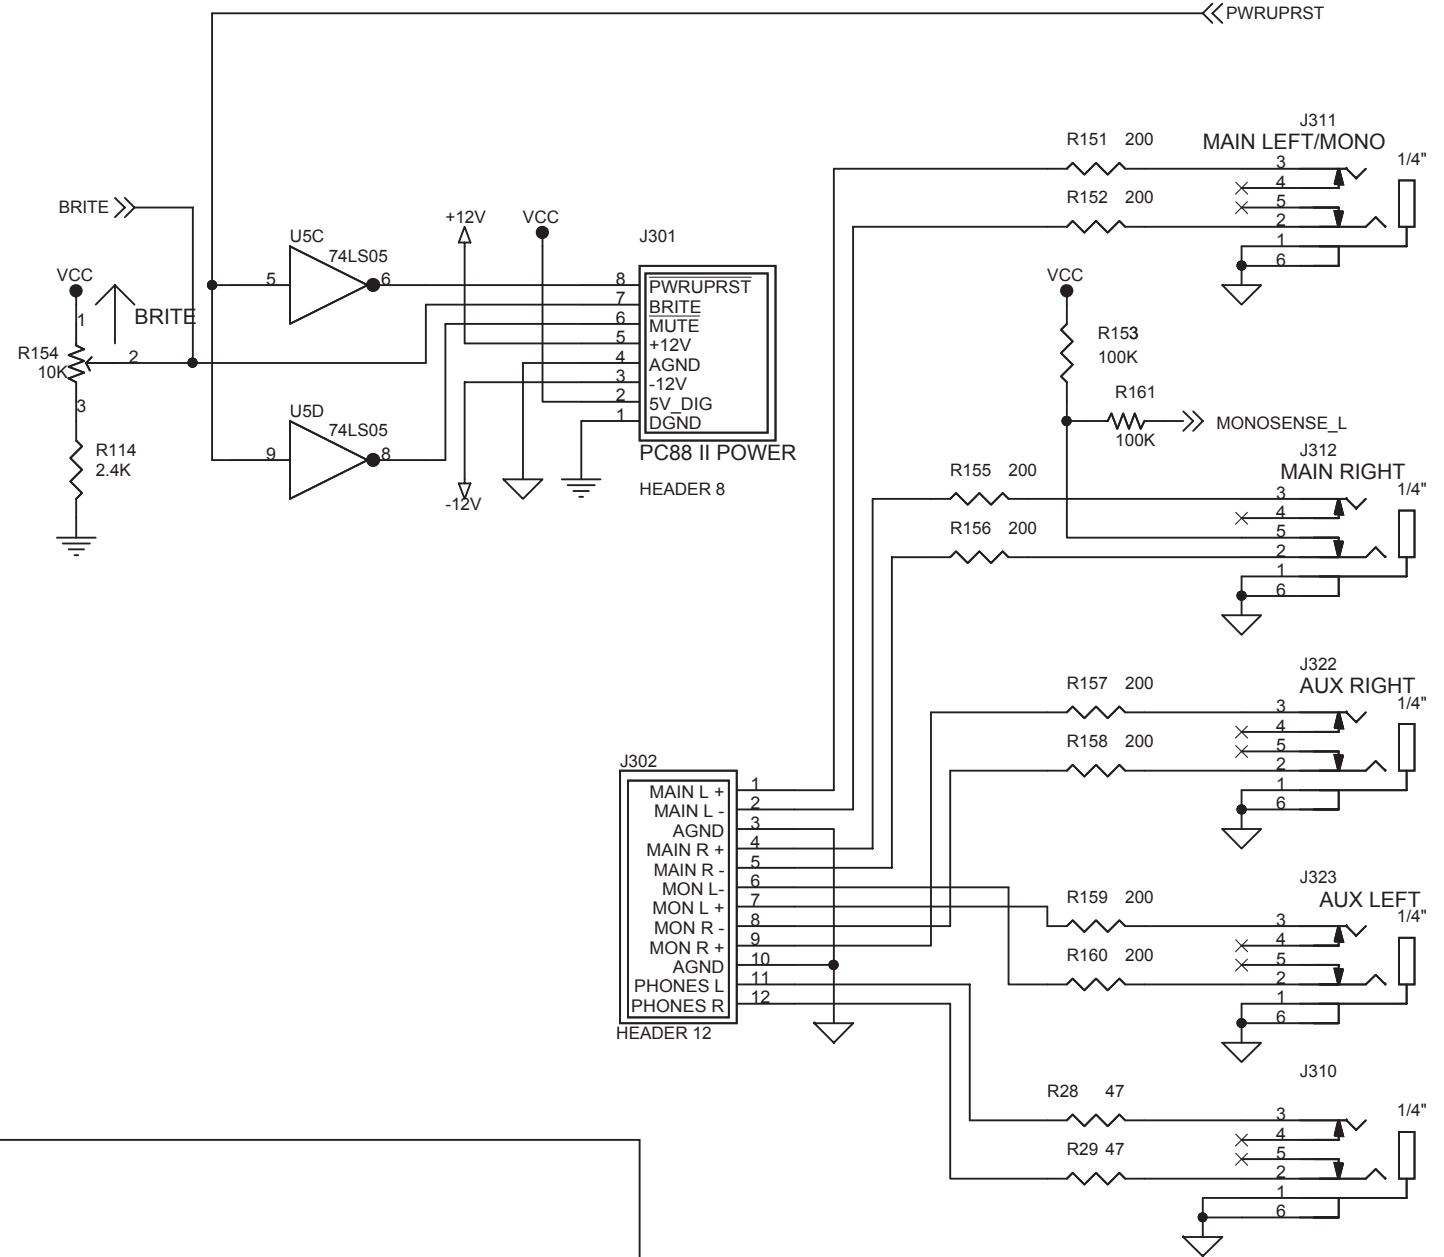 PWRUPRST
BRITE
VCC
BRITE
1
R154
10K
2
3
R114
2.4K
U5C
74LS05
5
6
U5D
74LS05
9
8
+12V
VCC
-12V
J301
8 PWRUPRST
7 BRITE
6 MUTE
5 +12V
4 AGND
3 -12V
2 5V_DIG
1 DGND
PC88 II POWER
HEADER 8
R151 200
R152 200
J311
MAIN LEFT/MONO
1/4"
3
4
5
2
1
6
VCC
R153
100K
R161
100K
MONOSENSE_L
R155 200
R156 200
J312
MAIN RIGHT
1/4"
3
4
5
2
1
6
R157 200
R158 200
J322
AUX RIGHT
1/4"
3
4
5
2
1
6
J302
MAIN L + 1
MAIN L - 2
AGND 3
MAIN R + 4
MAIN R - 5
MON L- 6
MON L + 7
MON R - 8
MON R + 9
AGND 10
PHONES L 11
PHONES R 12
HEADER 12
R159 200
R160 200
J323
AUX LEFT
1/4"
3
4
5
2
1
6
R28 47
R29 47
J310
1/4"
3
4
5
2
1
6